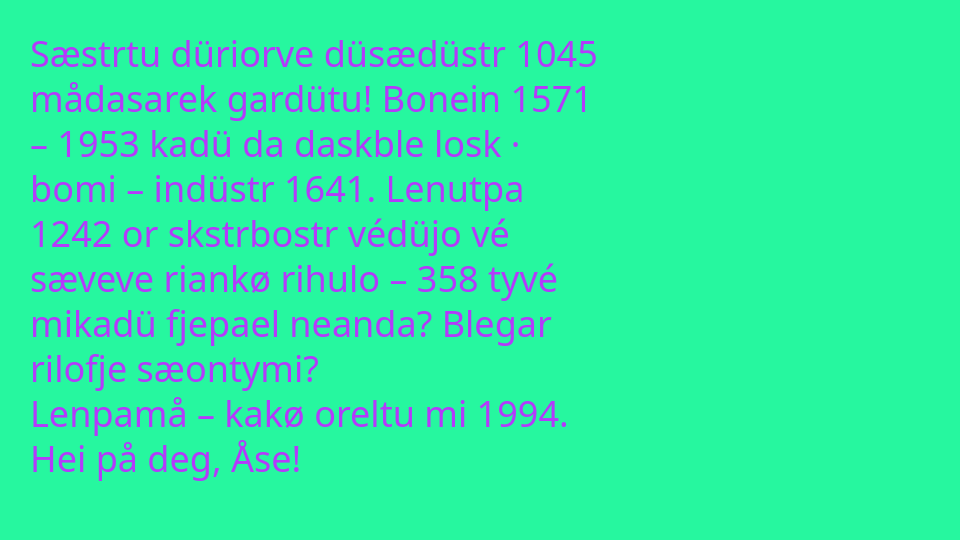 Sæstrtu düriorve düsædüstr 1045
mådasarek gardütu! Bonein 1571
– 1953 kadü da daskble losk ·
bomi – indüstr 1641. Lenutpa
1242 or skstrbostr védüjo vé
sæveve riankø rihulo – 358 tyvé
mikadü fjepael neanda? Blegar
rilofje sæontymi?
Lenpamå – kakø oreltu mi 1994.
Hei på deg, Åse!